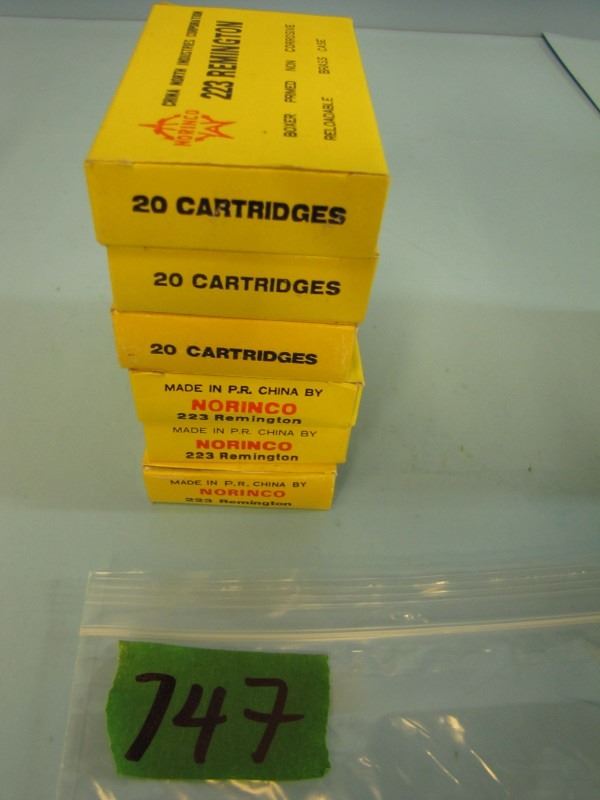 CHINA NORTH INDUSTRIES CORPORATION
223 REMINGTON
NORINCO
BOXER PRIMED NON CORROSIVE
RELOADABLE BRASS CASE
20 CARTRIDGES
20 CARTRIDGES
20 CARTRIDGES
MADE IN P.R. CHINA BY
NORINCO
223 Remington
MADE IN P.R. CHINA BY
NORINCO
223 Remington
MADE IN P.R. CHINA BY
NORINCO
223 Remington
747